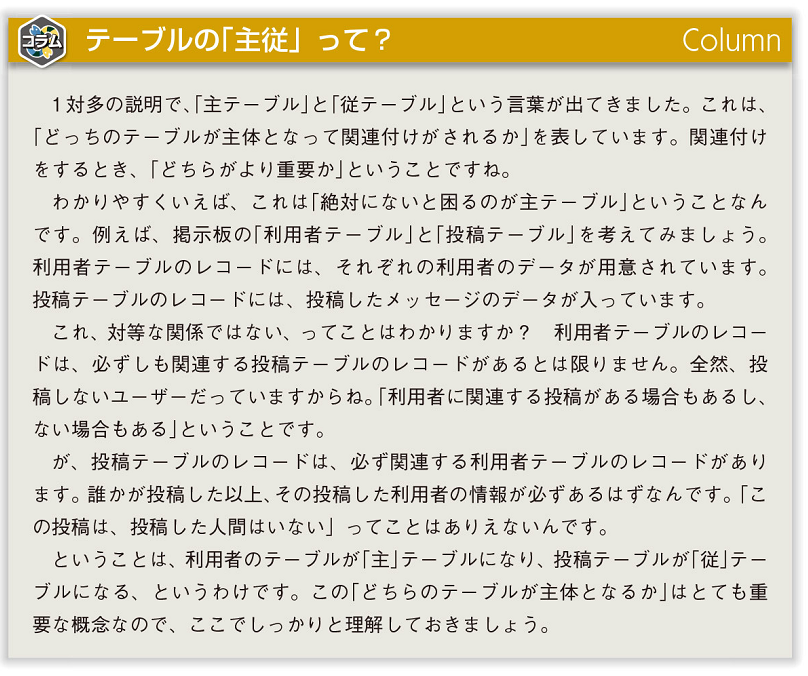 コラム
テーブルの「主従」って？
Column
１対多の説明で、「主テーブル」と「従テーブル」という言葉が出てきました。これは、
「どっちのテーブルが主体となって関連付けがされるか」を表しています。関連付け
をするとき、「どちらがより重要か」ということですね。
わかりやすくいえば、これは「絶対にないと困るのが主テーブル」ということなん
です。例えば、掲示板の「利用者テーブル」と「投稿テーブル」を考えてみましょう。
利用者テーブルのレコードには、それぞれの利用者のデータが用意されています。
投稿テーブルのレコードには、投稿したメッセージのデータが入っています。
これ、対等な関係ではない、ってことはわかりますか？　利用者テーブルのレコー
ドは、必ずしも関連する投稿テーブルのレコードがあるとは限りません。全然、投
稿しないユーザーだっていますからね。「利用者に関連する投稿がある場合もあるし、
ない場合もある」ということです。
が、投稿テーブルのレコードは、必ず関連する利用者テーブルのレコードがあり
ます。誰かが投稿した以上、その投稿した利用者の情報が必ずあるはずなんです。「こ
の投稿は、投稿した人間はいない」ってことはありえないんです。
ということは、利用者のテーブルが「主」テーブルになり、投稿テーブルが「従」テー
ブルになる、というわけです。この「どちらのテーブルが主体となるか」はとても重
要な概念なので、ここでしっかりと理解しておきましょう。